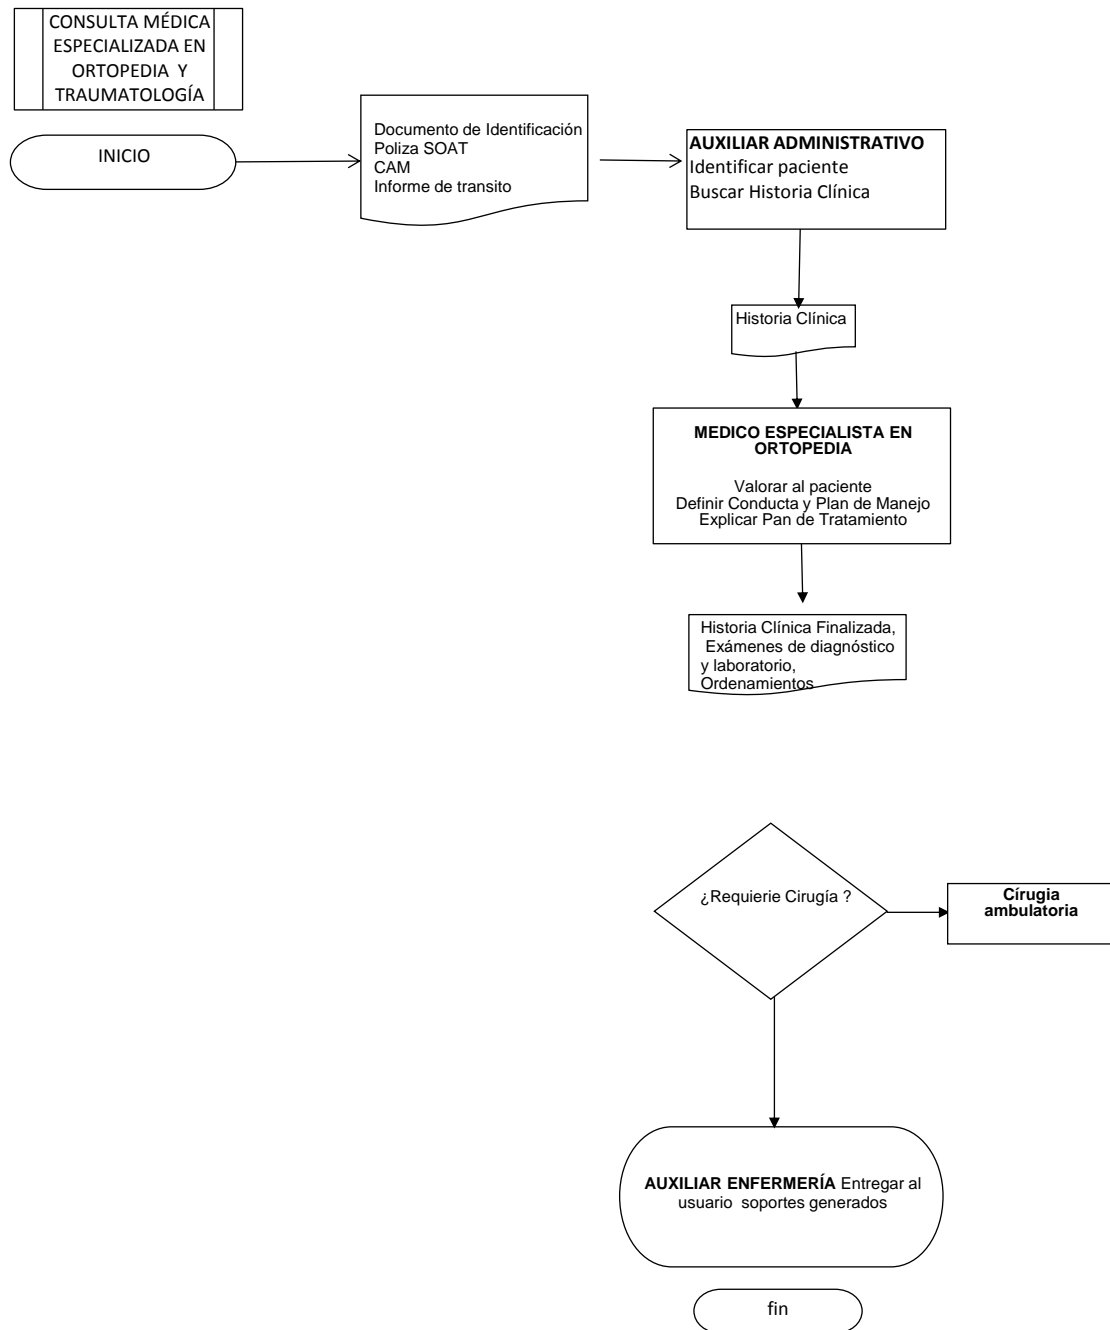 CONSULTA MÉDICA
ESPECIALIZADA EN
ORTOPEDIA Y
TRAUMATOLOGÍA
INICIO
Documento de Identificación
Poliza SOAT
CAM
Informe de transito
AUXILIAR ADMINISTRATIVO
Identificar paciente
Buscar Historia Clínica
Historia Clínica
MEDICO ESPECIALISTA EN
ORTOPEDIA
Valorar al paciente
Definir Conducta y Plan de Manejo
Explicar Pan de Tratamiento
Historia Clínica Finalizada,
Exámenes de diagnóstico
y laboratorio,
Ordenamientos
¿Requierie Cirugía ?
Círugia
ambulatoria
AUXILIAR ENFERMERÍA Entregar al
usuario soportes generados
fin